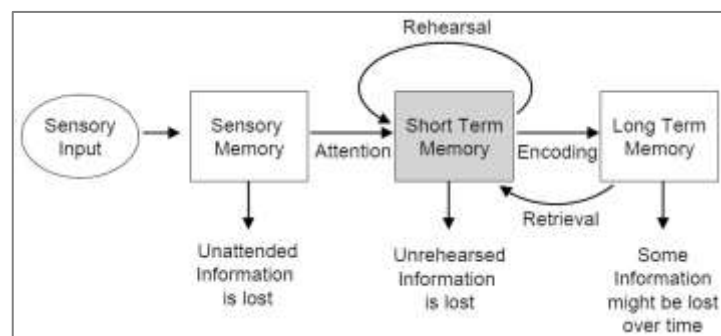 Rehearsal
Sensory
Input
Sensory
Memory
Attention
Short Term
Memory
Encoding
Long Term
Memory
Retrieval
Unattended
Information
is lost
Unrehearsed
Information
is lost
Some
Information
might be lost
over time